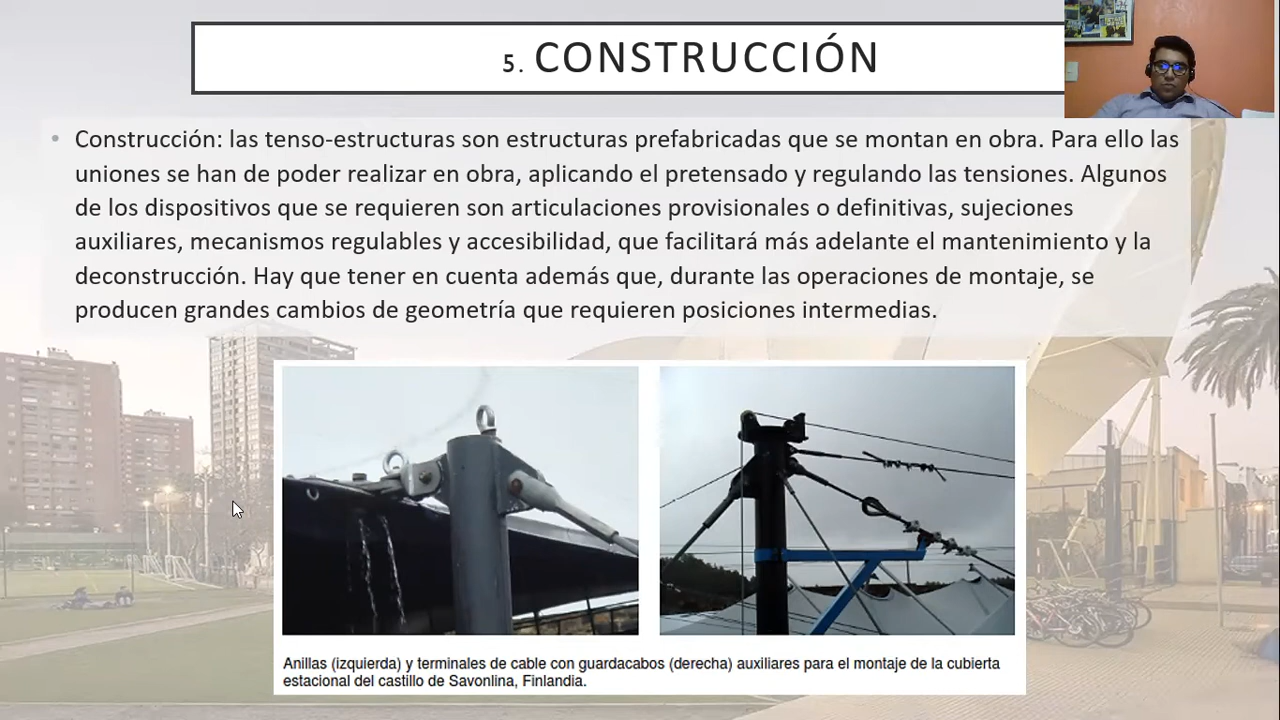 5. CONSTRUCCIÓN
• Construcción: las tenso-estructuras son estructuras prefabricadas que se montan en obra. Para ello las
uniones se han de poder realizar en obra, aplicando el pretensado y regulando las tensiones. Algunos
de los dispositivos que se requieren son articulaciones provisionales o definitivas, sujeciones
auxiliares, mecanismos regulables y accesibilidad, que facilitará más adelante el mantenimiento y la
deconstrucción. Hay que tener en cuenta además que, durante las operaciones de montaje, se
producen grandes cambios de geometría que requieren posiciones intermedias.
Anillas (izquierda) y terminales de cable con guardacabos (derecha) auxiliares para el montaje de la cubierta
estacional del castillo de Savonlina, Finlandia.